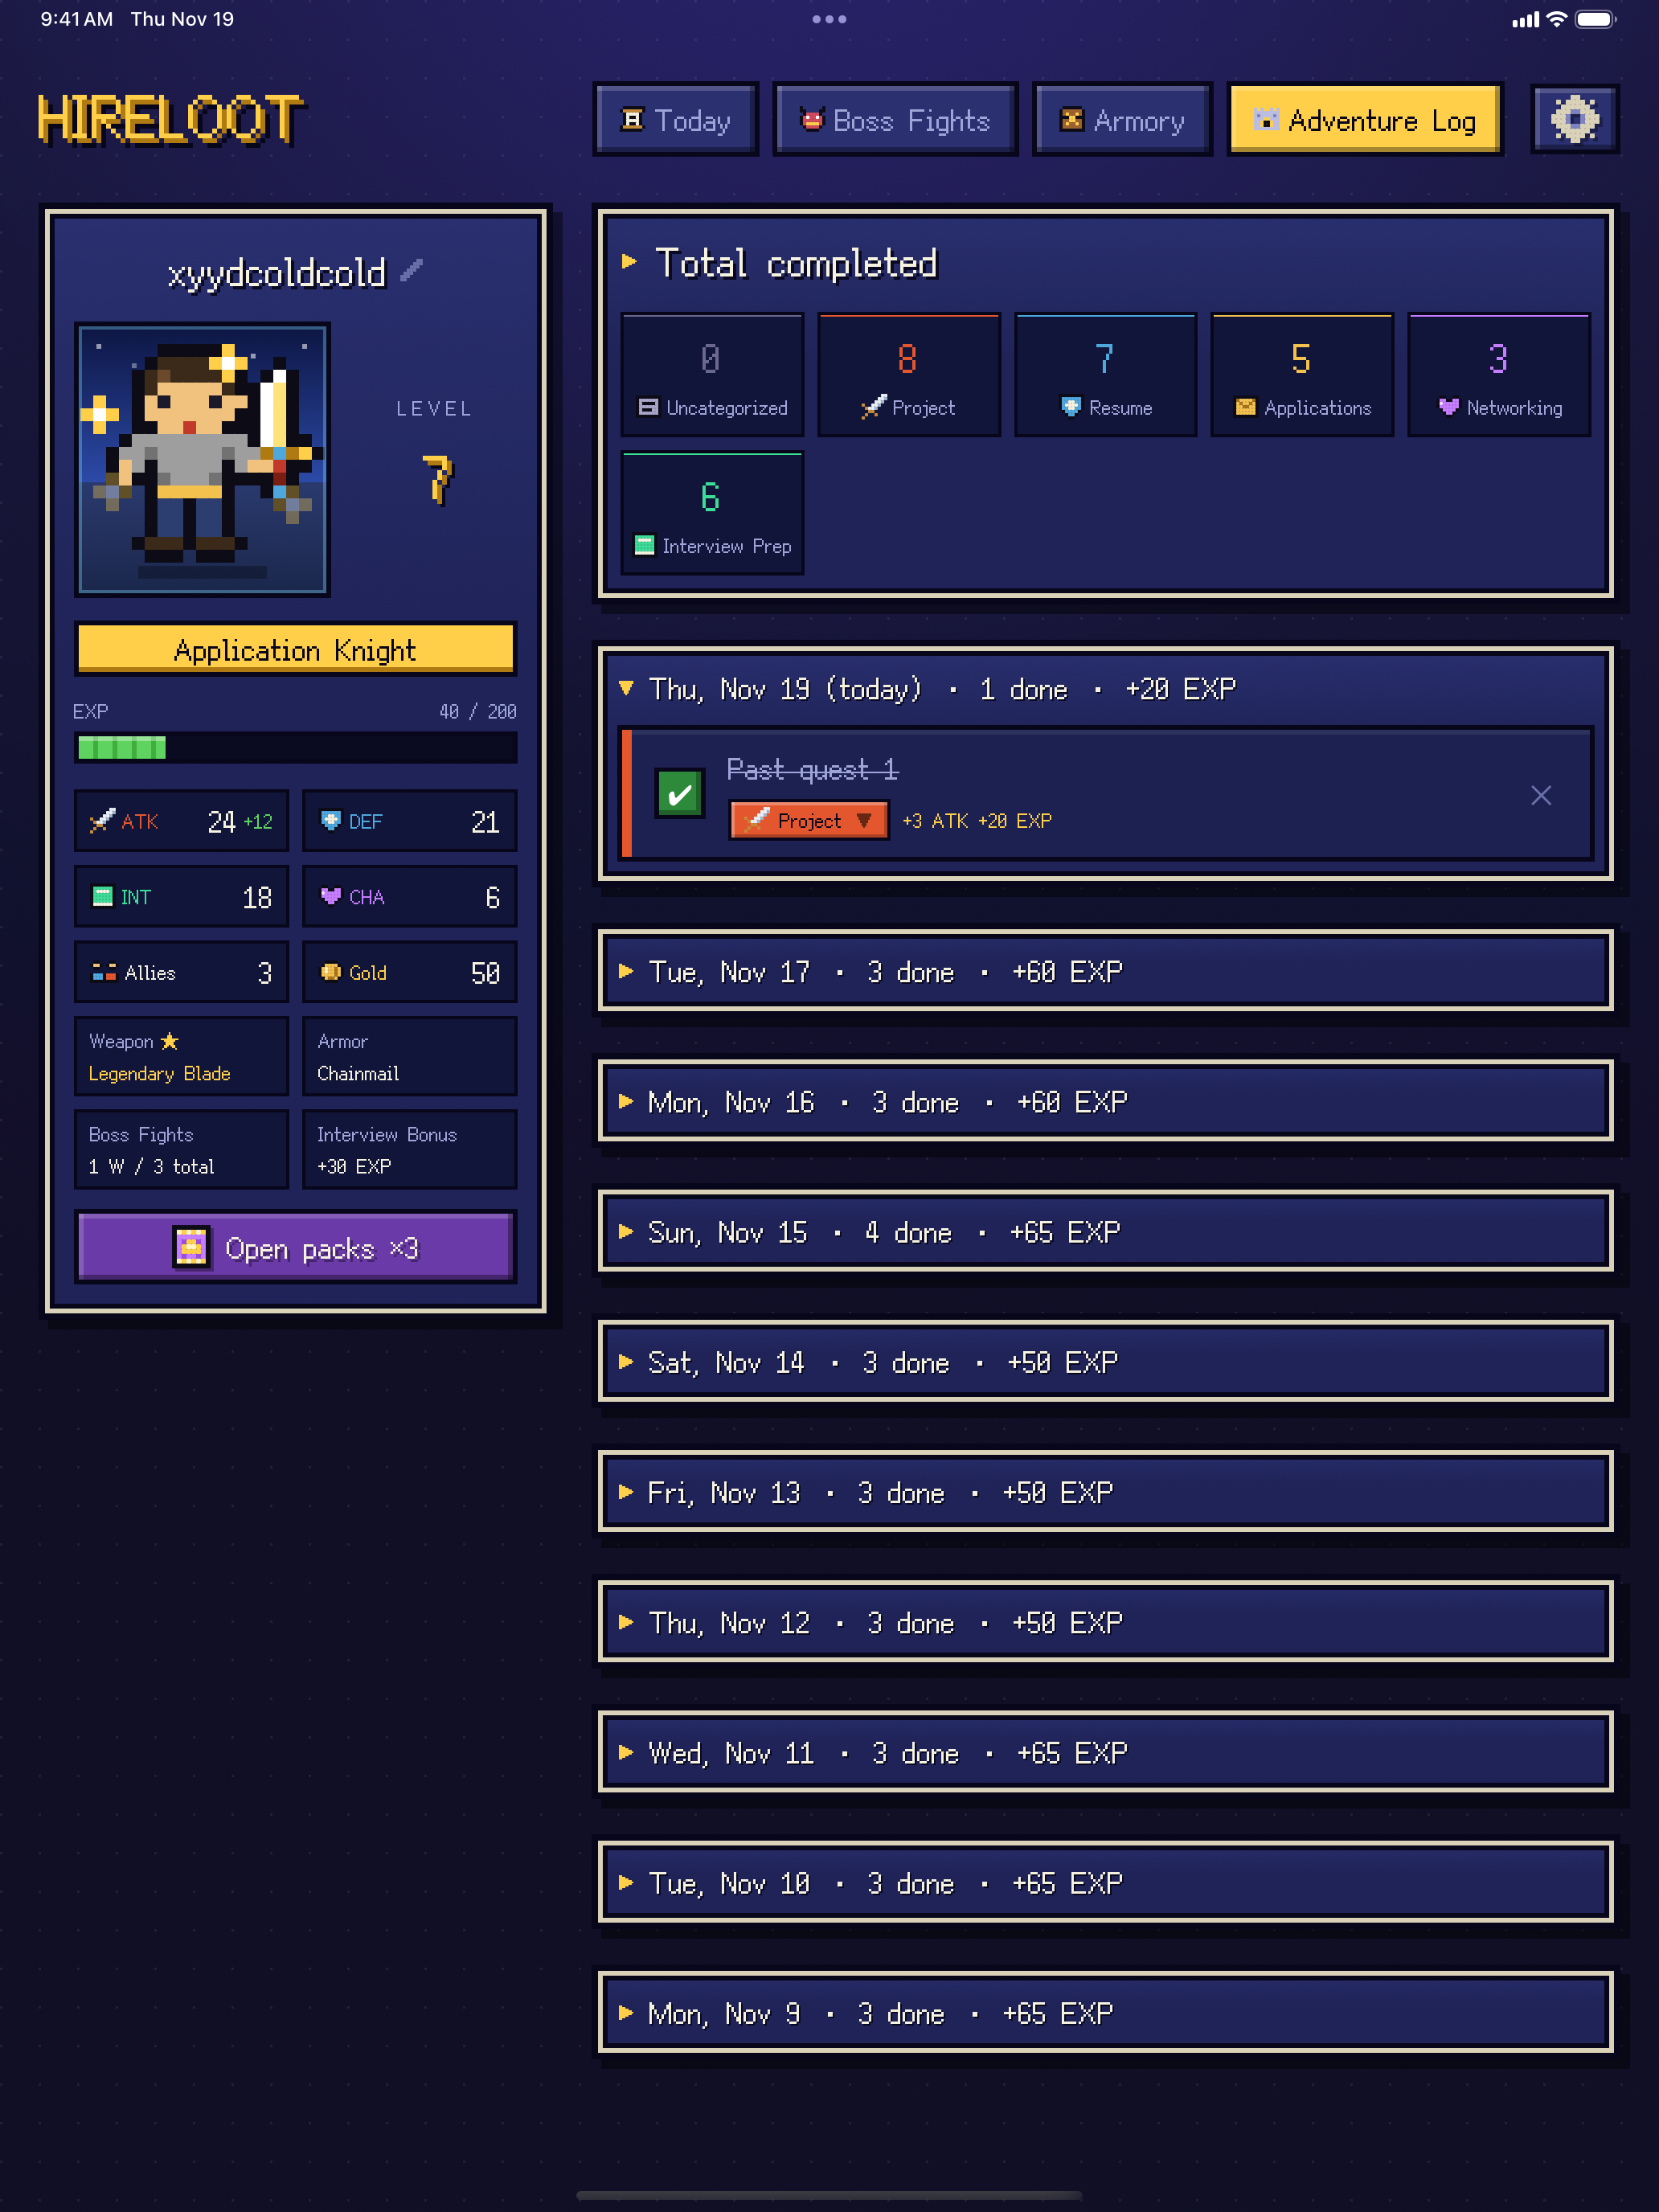 9:41 AM Thu Nov 19
HIRELOOT
Today
Boss Fights
Armory
Adventure Log
xyydcoldcold
LEVEL
7
Application Knight
EXP 40 / 200
ATK 24 +12
DEF 21
INT 18
CHA 6
Allies 3
Gold 50
Weapon
Legendary Blade
Armor
Chainmail
Boss Fights
1 W / 3 total
Interview Bonus
+30 EXP
Open packs ×3
Total completed
0
Uncategorized
8
Project
7
Resume
5
Applications
3
Networking
6
Interview Prep
Thu, Nov 19 (today) · 1 done · +20 EXP
Past quest 1
Project ▼ +3 ATK +20 EXP
Tue, Nov 17 · 3 done · +60 EXP
Mon, Nov 16 · 3 done · +60 EXP
Sun, Nov 15 · 4 done · +65 EXP
Sat, Nov 14 · 3 done · +50 EXP
Fri, Nov 13 · 3 done · +50 EXP
Thu, Nov 12 · 3 done · +50 EXP
Wed, Nov 11 · 3 done · +65 EXP
Tue, Nov 10 · 3 done · +65 EXP
Mon, Nov 9 · 3 done · +65 EXP